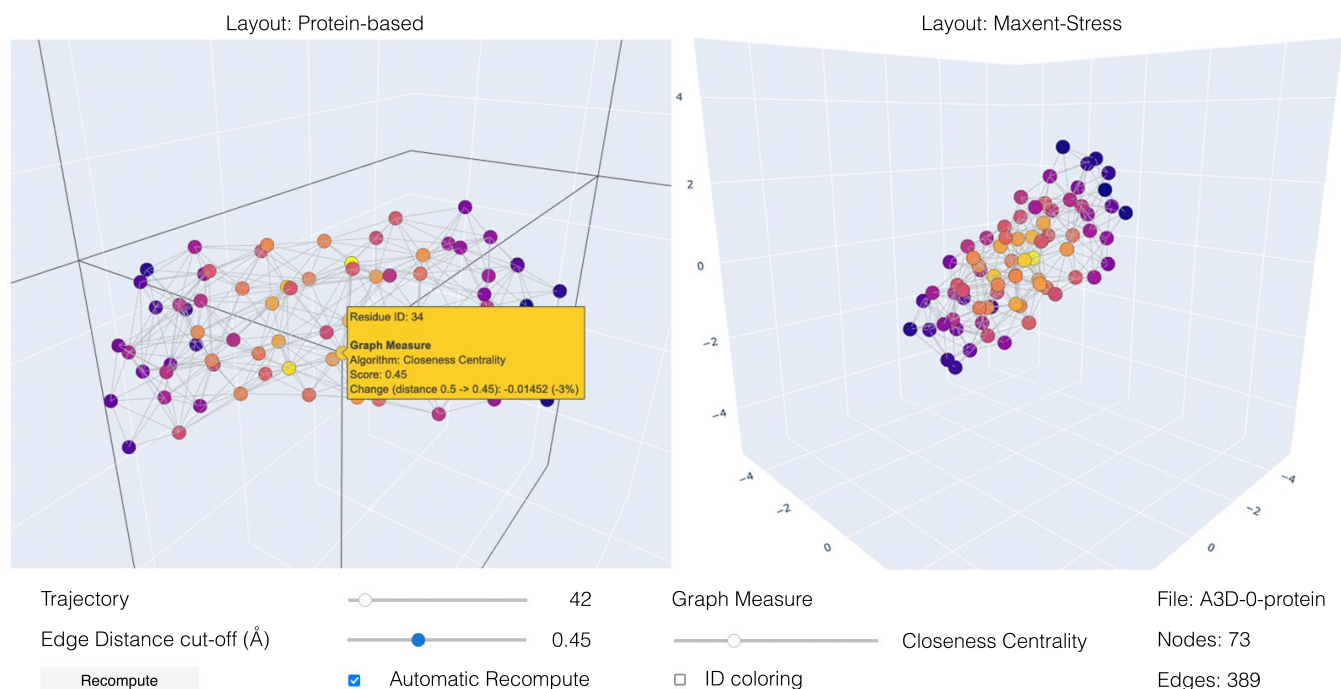 Layout: Protein-based
Layout: Maxent-Stress
Residue ID: 34
Graph Measure
Algorithm: Closeness Centrality
Score: 0.45
Change (distance 0.5 -> 0.45): -0.01452 (-3%)
4
2
0
−2
−4
−4
−2
0
−4
−2
0
Trajectory
42
Graph Measure
File: A3D-0-protein
Edge Distance cut-off (Å)
0.45
Closeness Centrality
Nodes: 73
Recompute
Automatic Recompute
ID coloring
Edges: 389